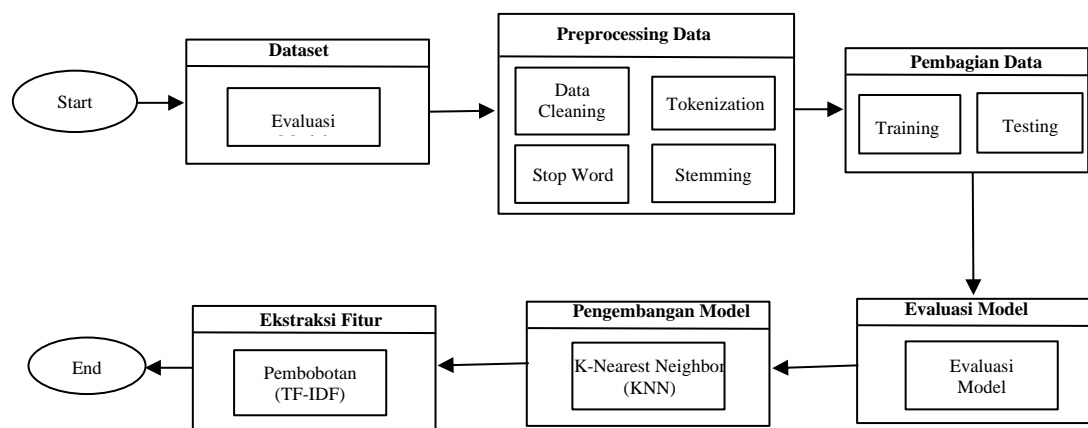 Start
Dataset
Evaluasi
Preprocessing Data
Data
Cleaning
Tokenization
Stop Word
Stemming
Pembagian Data
Training
Testing
Evaluasi Model
Evaluasi
Model
Pengembangan Model
K-Nearest Neighbor
(KNN)
Ekstraksi Fitur
Pembobotan
(TF-IDF)
End